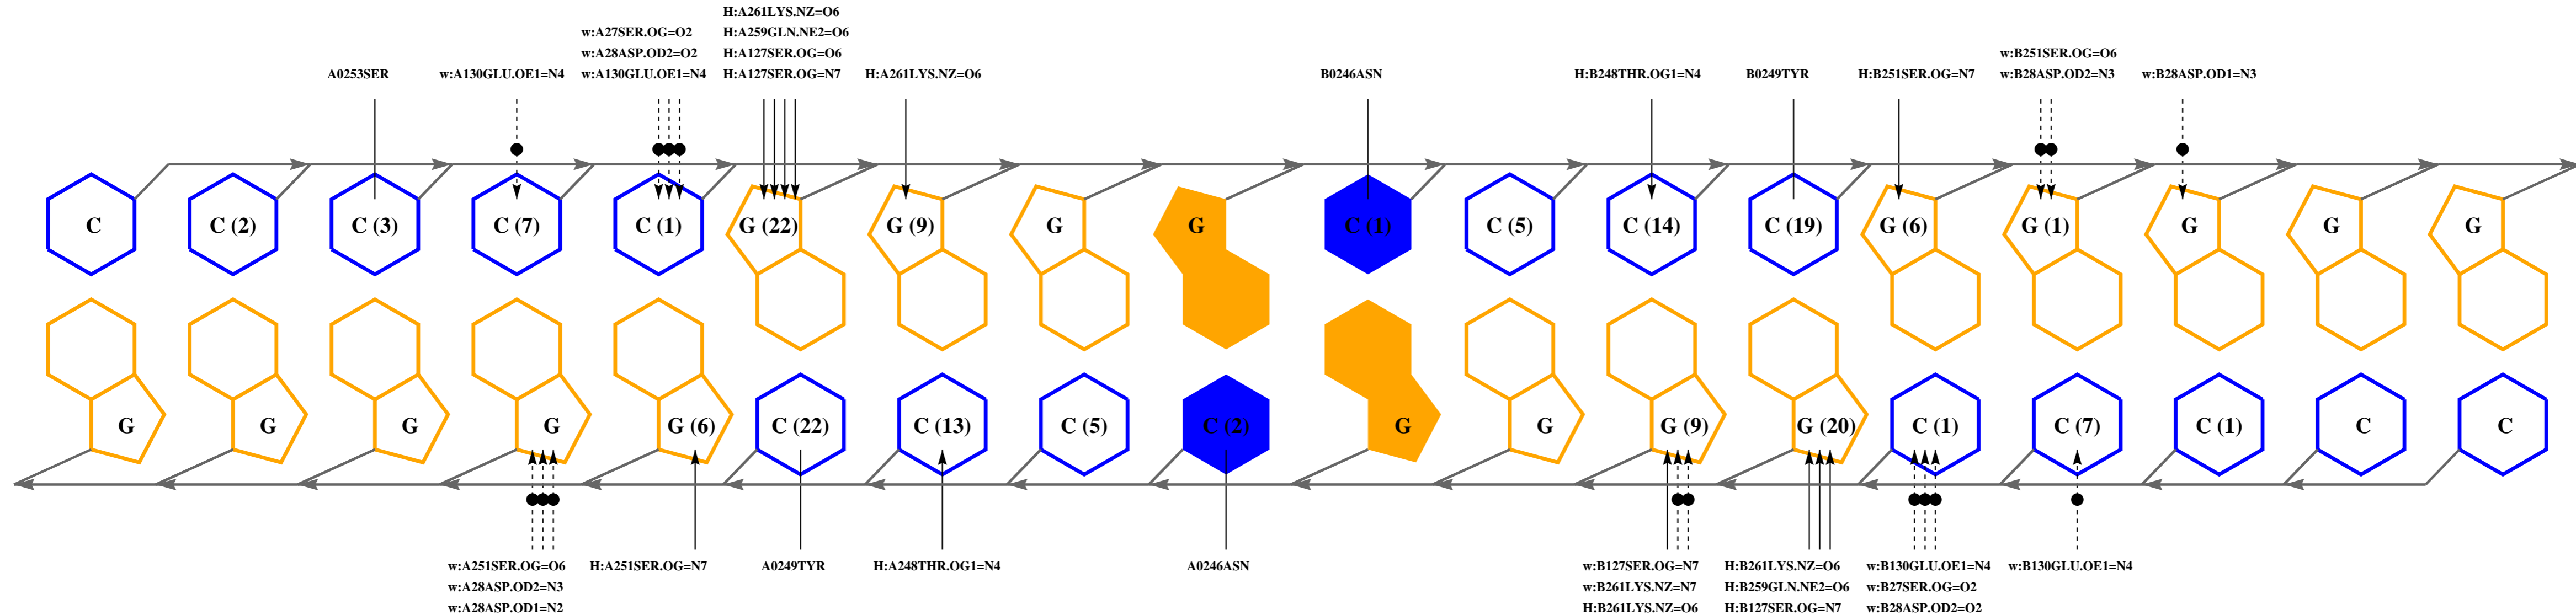 H:A261LYS.NZ=O6
w:A27SER.OG=O2 H:A259GLN.NE2=O6
w:A28ASP.OD2=O2 H:A127SER.OG=O6 w:B251SER.OG=O6
A0253SER w:A130GLU.OE1=N4 w:A130GLU.OE1=N4 H:A127SER.OG=N7 H:A261LYS.NZ=O6 B0246ASN H:B248THR.OG1=N4 B0249TYR H:B251SER.OG=N7 w:B28ASP.OD2=N3 w:B28ASP.OD1=N3
C C (2) C (3) C (7) C (1) G (22) G (9) G G C (1) C (5) C (14) C (19) G (6) G (1) G G G
G G G G G (6) C (22) C (13) C (5) C (2) G G G (9) G (20) C (1) C (7) C (1) C C
w:A251SER.OG=O6 H:A251SER.OG=N7 A0249TYR H:A248THR.OG1=N4 A0246ASN w:B127SER.OG=N7 H:B261LYS.NZ=O6 w:B130GLU.OE1=N4 w:B130GLU.OE1=N4
w:A28ASP.OD2=N3 w:B261LYS.NZ=N7 H:B259GLN.NE2=O6 w:B27SER.OG=O2
w:A28ASP.OD1=N2 H:B261LYS.NZ=O6 H:B127SER.OG=N7 w:B28ASP.OD2=O2